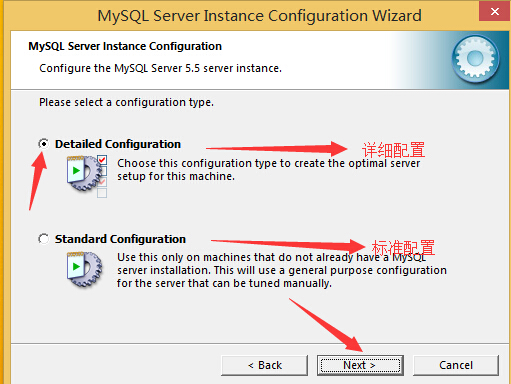 MySQL Server Instance Configuration Wizard
MySQL Server Instance Configuration
Configure the MySQL Server 5.5 server instance.
Please select a configuration type.
Detailed Configuration
详细配置
Choose this configuration type to create the optimal server
setup for this machine.
Standard Configuration
标准配置
Use this only on machines that do not already have a MySQL
server installation. This will use a general purpose configuration
for the server that can be tuned manually.
< Back
Next >
Cancel